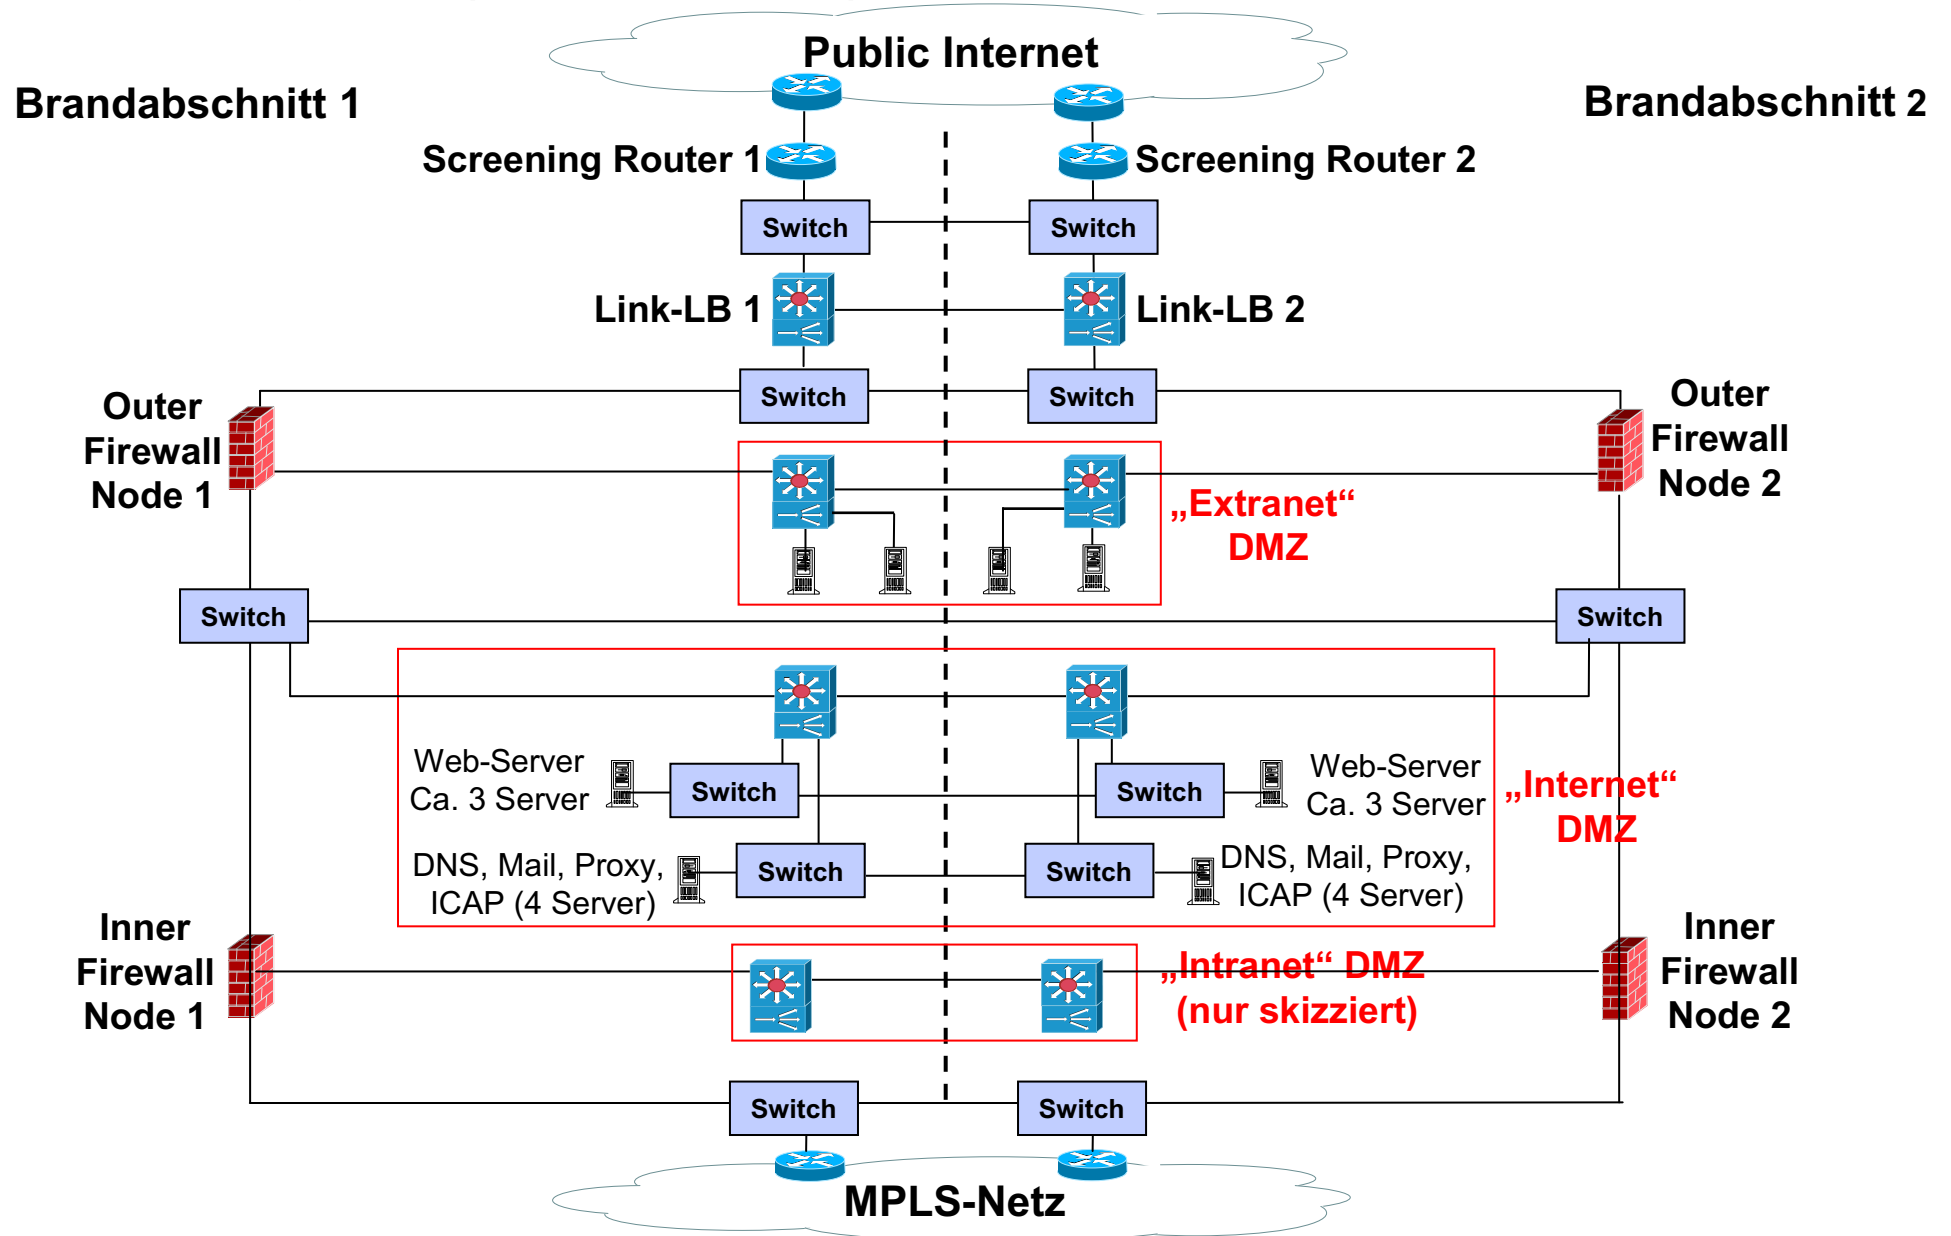 Public Internet
Brandabschnitt 1
Brandabschnitt 2
Screening Router 1
Screening Router 2
Switch
Switch
Link-LB 1
Link-LB 2
Switch
Switch
Outer
Firewall
Node 1
Outer
Firewall
Node 2
„Extranet“
DMZ
Switch
Switch
Web-Server
Ca. 3 Server
Switch
Switch
Web-Server
Ca. 3 Server
„Internet“
DMZ
DNS, Mail, Proxy,
ICAP (4 Server)
Switch
Switch
DNS, Mail, Proxy,
ICAP (4 Server)
Inner
Firewall
Node 1
„Intranet“ DMZ
(nur skizziert)
Inner
Firewall
Node 2
Switch
Switch
MPLS-Netz